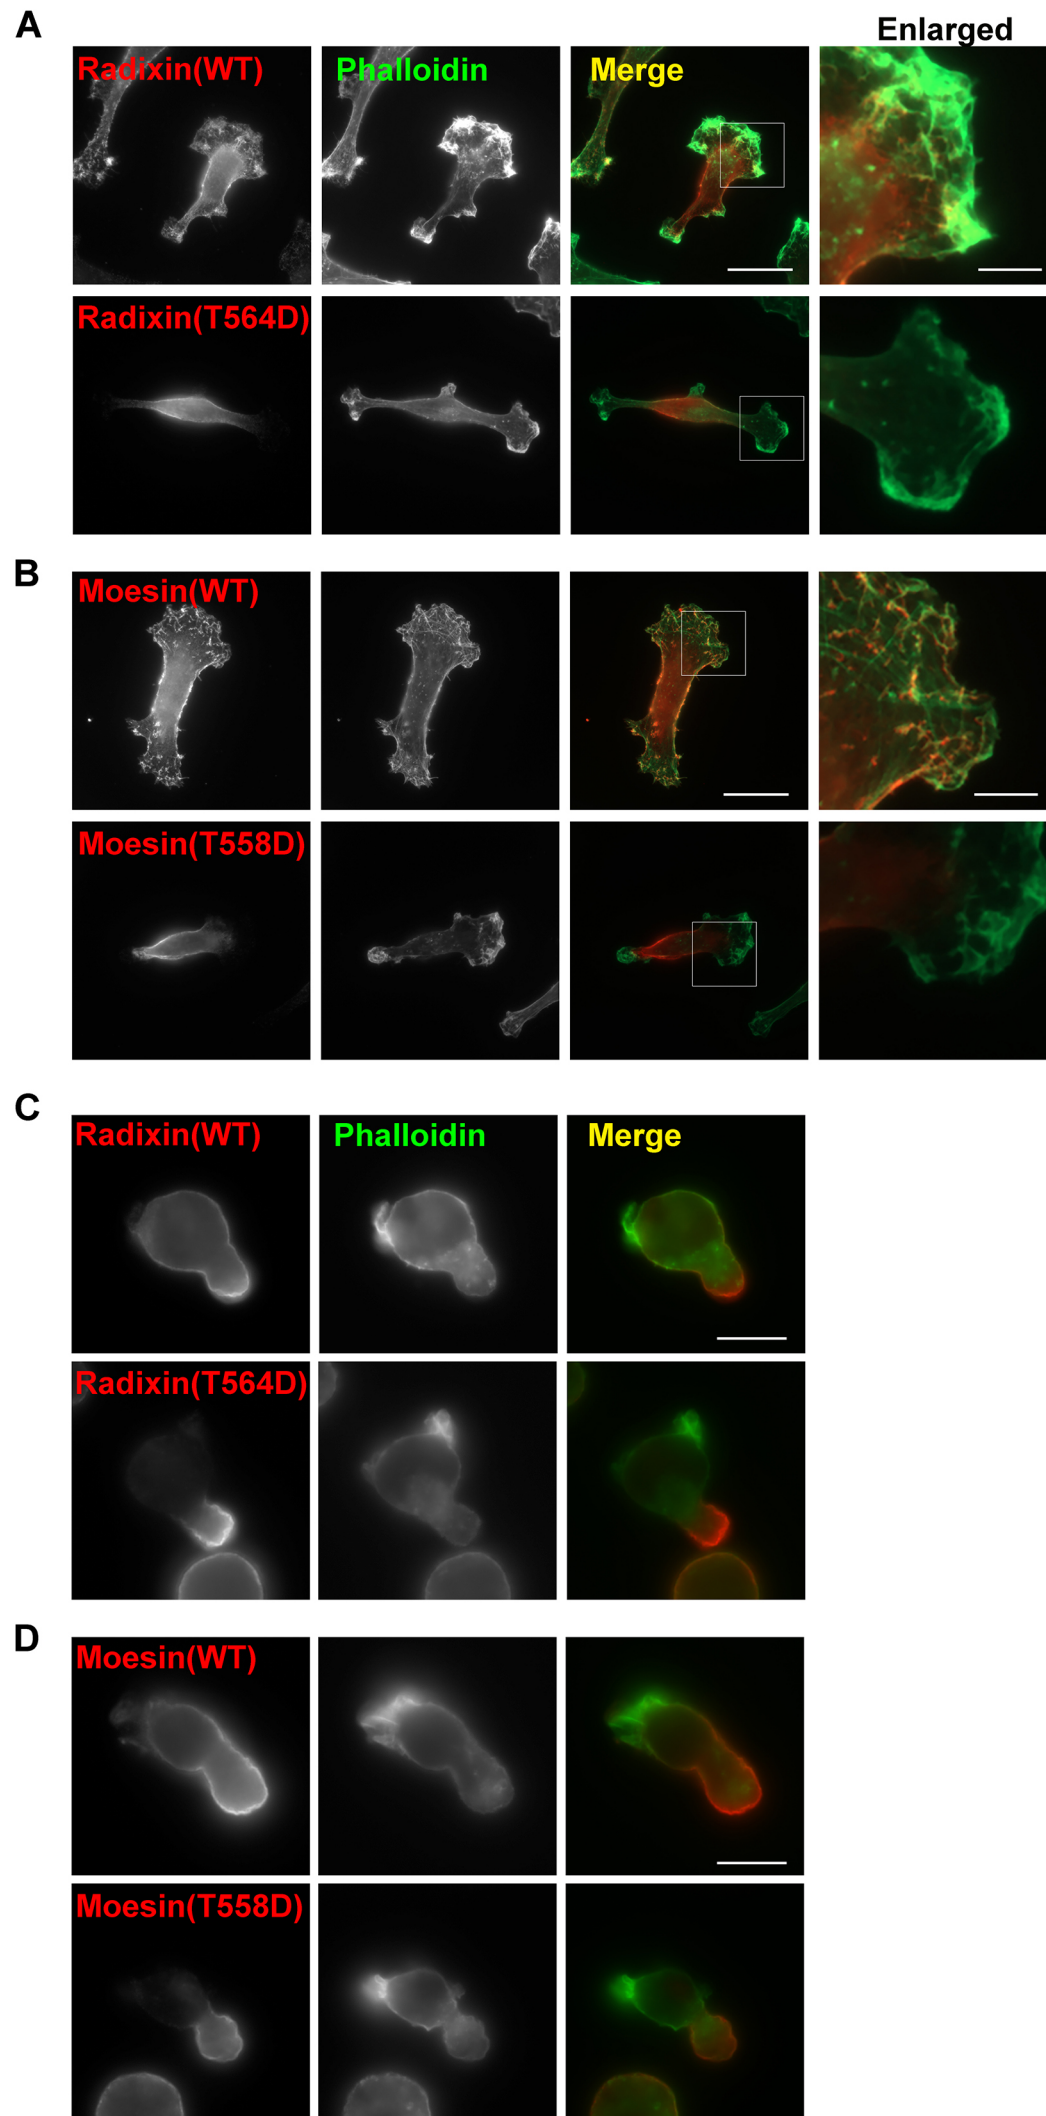 A
Enlarged
Radixin(WT)
Phalloidin
Merge
Radixin(T564D)
B
Moesin(WT)
Moesin(T558D)
C
Radixin(WT)
Phalloidin
Merge
Radixin(T564D)
D
Moesin(WT)
Moesin(T558D)